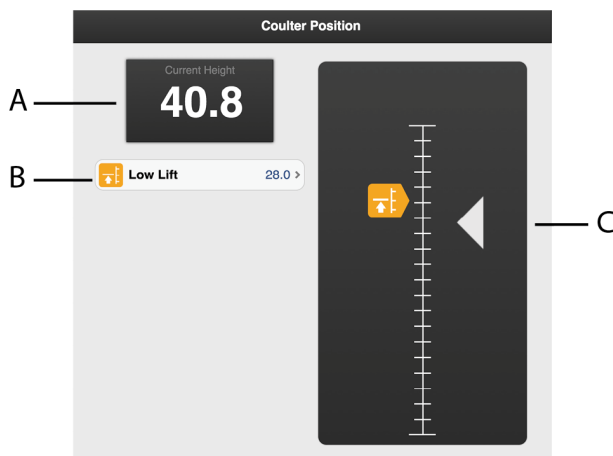 Coulter Position
Current Height
A
40.8
B
Low Lift 28.0 >
C